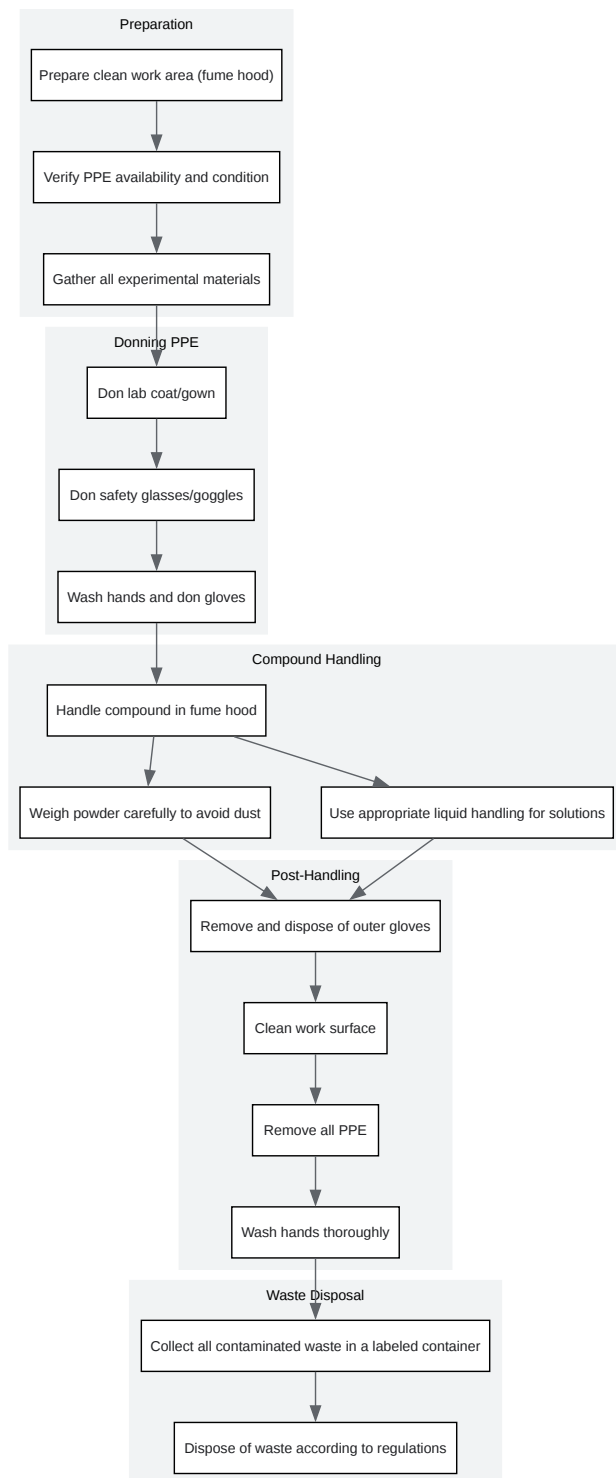 Preparation
Prepare clean work area (fume hood)
Verify PPE availability and condition
Gather all experimental materials
Donning PPE
Don lab coat/gown
Don safety glasses/goggles
Wash hands and don gloves
Compound Handling
Handle compound in fume hood
Weigh powder carefully to avoid dust
Use appropriate liquid handling for solutions
Post-Handling
Remove and dispose of outer gloves
Clean work surface
Remove all PPE
Wash hands thoroughly
Waste Disposal
Collect all contaminated waste in a labeled container
Dispose of waste according to regulations